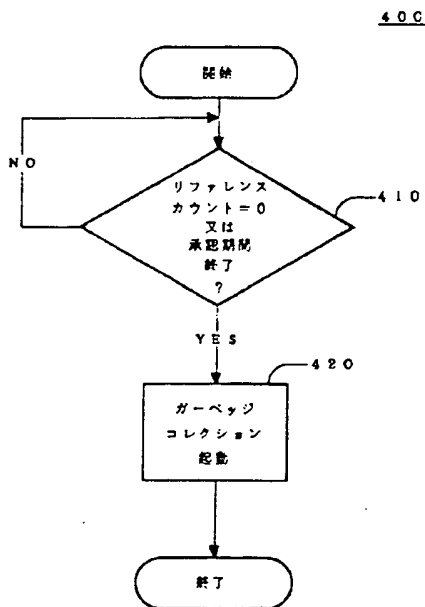 400
開始
NO
リファレンス
カウント=0
又は
承認期間
終了
?
410
YES
420
ガーベッジ
コレクション
起動
終了